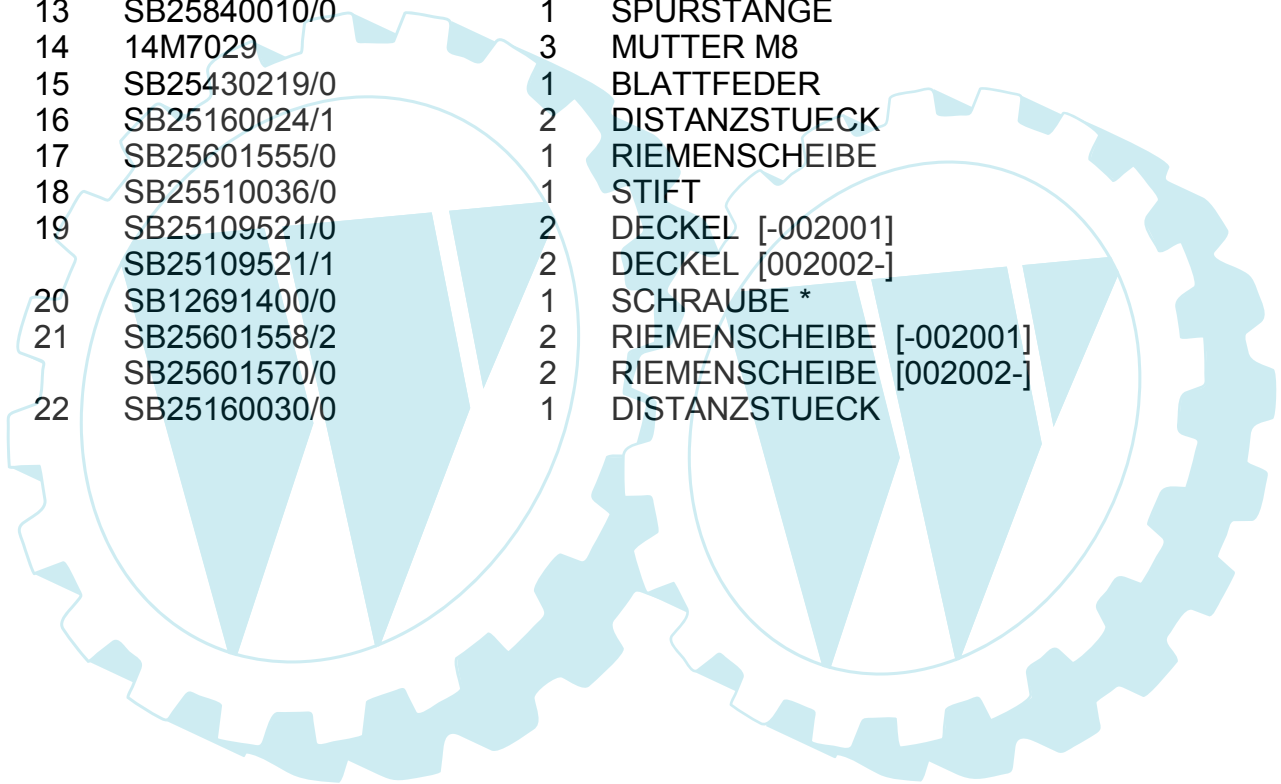 13 SB25840010/0 1 SPURSTANGE
14 14M7029 3 MUTTER M8
15 SB25430219/0 1 BLATTFEDER
16 SB25160024/1 2 DISTANZSTUECK
17 SB25601555/0 1 RIEMENSCHEIBE
18 SB25510036/0 1 STIFT
19 SB25109521/0 2 DECKEL [-002001]
SB25109521/1 2 DECKEL [002002-]
20 SB12691400/0 1 SCHRAUBE *
21 SB25601558/2 2 RIEMENSCHEIBE [-002001]
SB25601570/0 2 RIEMENSCHEIBE [002002-]
22 SB25160030/0 1 DISTANZSTUECK